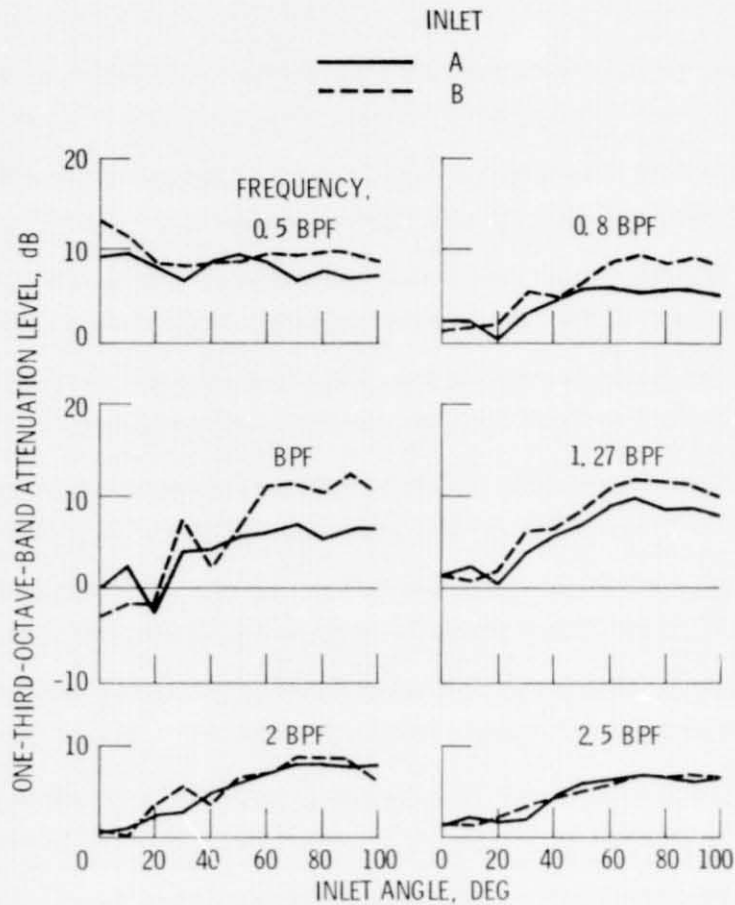 INLET
A
B
20
10
0
FREQUENCY,
0.5 BPF
0.8 BPF
20
10
0
-10
BPF
1.27 BPF
10
2 BPF
2.5 BPF
0 20 40 60 80 100
0 20 40 60 80 100
INLET ANGLE, DEG
ONE-THIRD-OCTAVE-BAND ATTENUATION LEVEL, dB